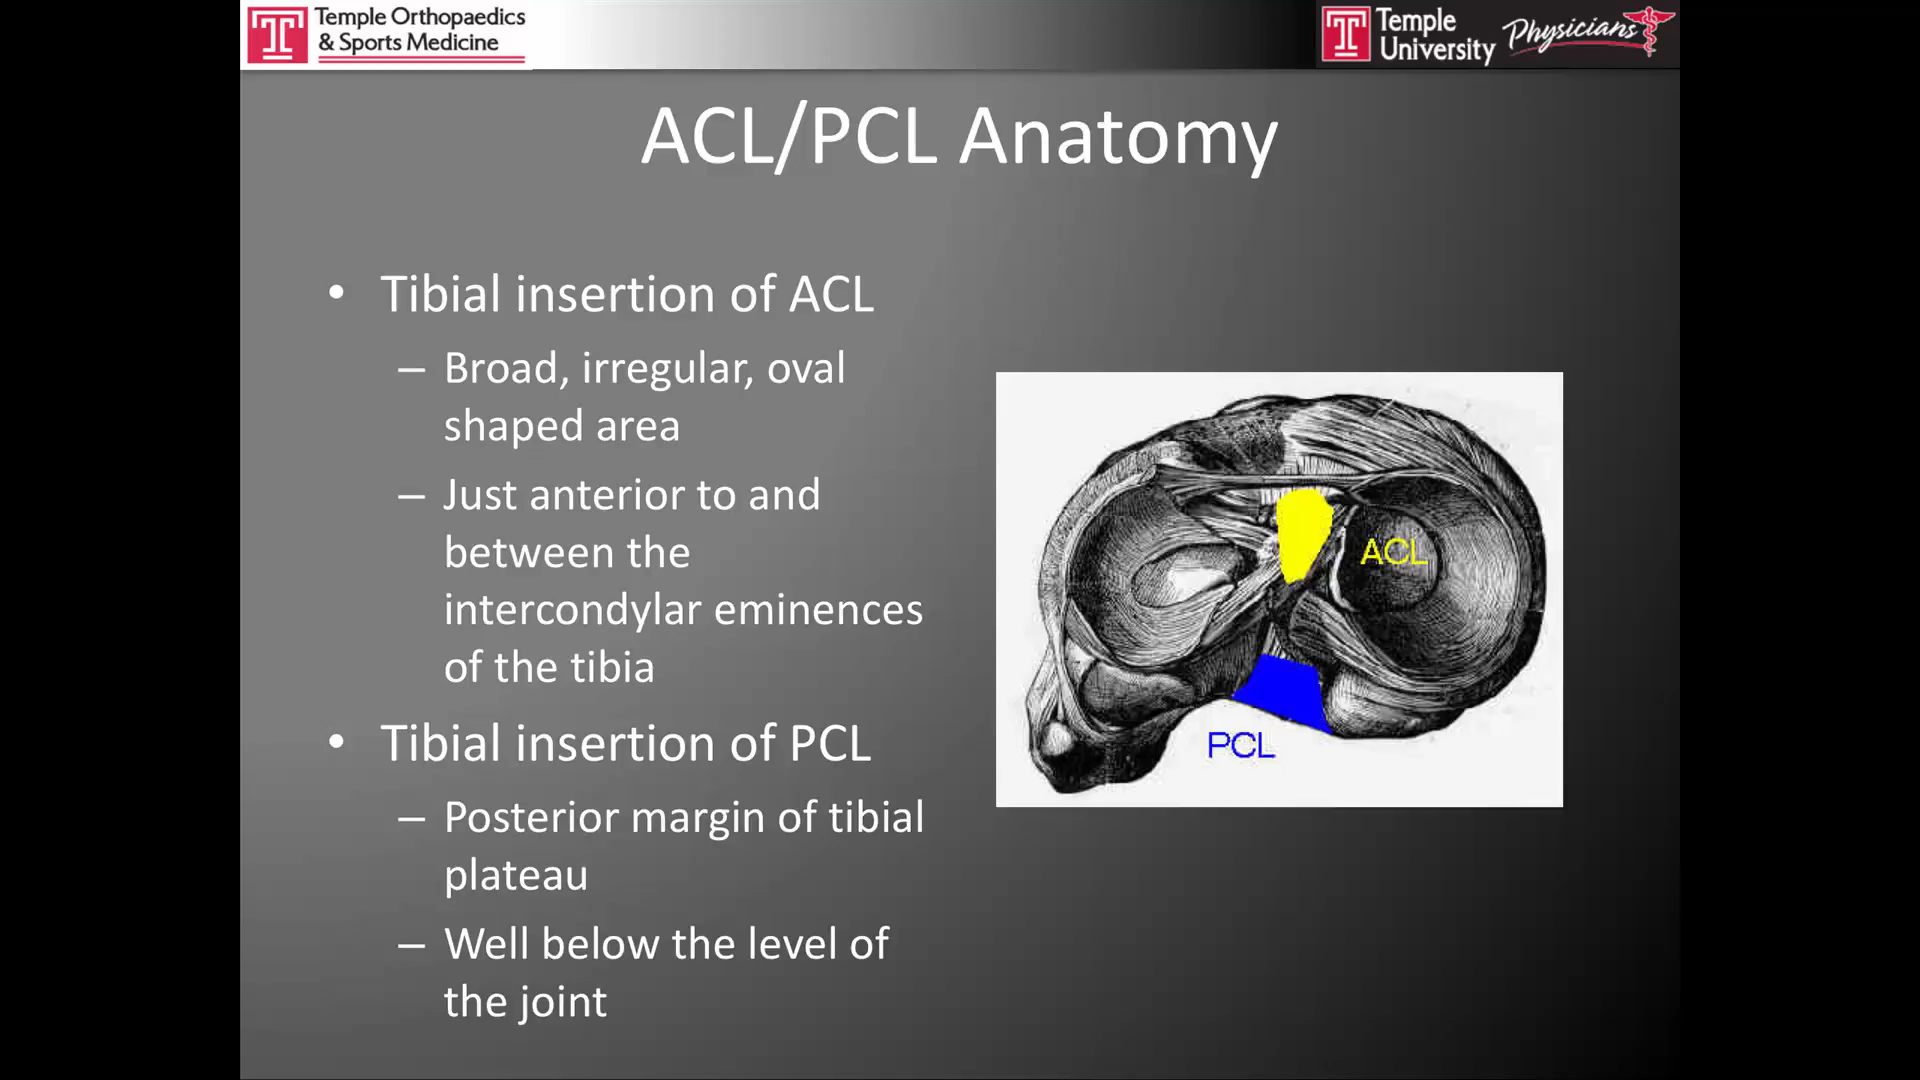 Temple Orthopaedics
& Sports Medicine
Temple
University
Physicians
ACL/PCL Anatomy
• Tibial insertion of ACL
– Broad, irregular, oval
shaped area
– Just anterior to and
between the
intercondylar eminences
of the tibia
• Tibial insertion of PCL
– Posterior margin of tibial
plateau
– Well below the level of
the joint
ACL
PCL